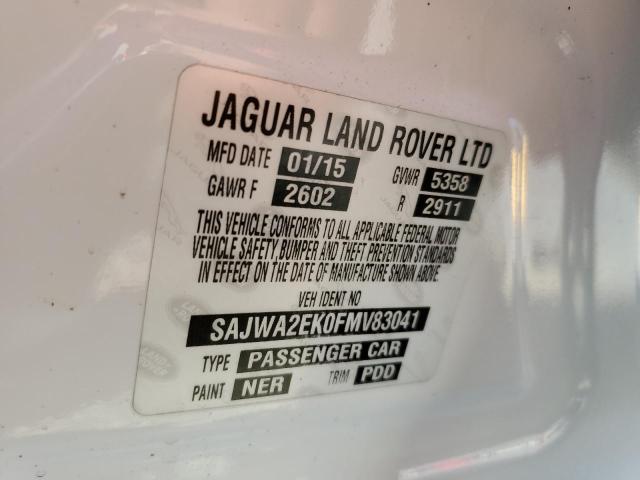 JAGUAR LAND ROVER LTD
MFD DATE 01/15 GVWR 5358
GAWR F 2602 R 2911
THIS VEHICLE CONFORMS TO ALL APPLICABLE FEDERAL MOTOR
VEHICLE SAFETY, BUMPER AND THEFT PREVENTION STANDARDS
IN EFFECT ON THE DATE OF MANUFACTURE SHOWN ABOVE.
VEH IDENT NO
SAJWA2EK0FMV83041
TYPE PASSENGER CAR
PAINT NER TRIM PDD